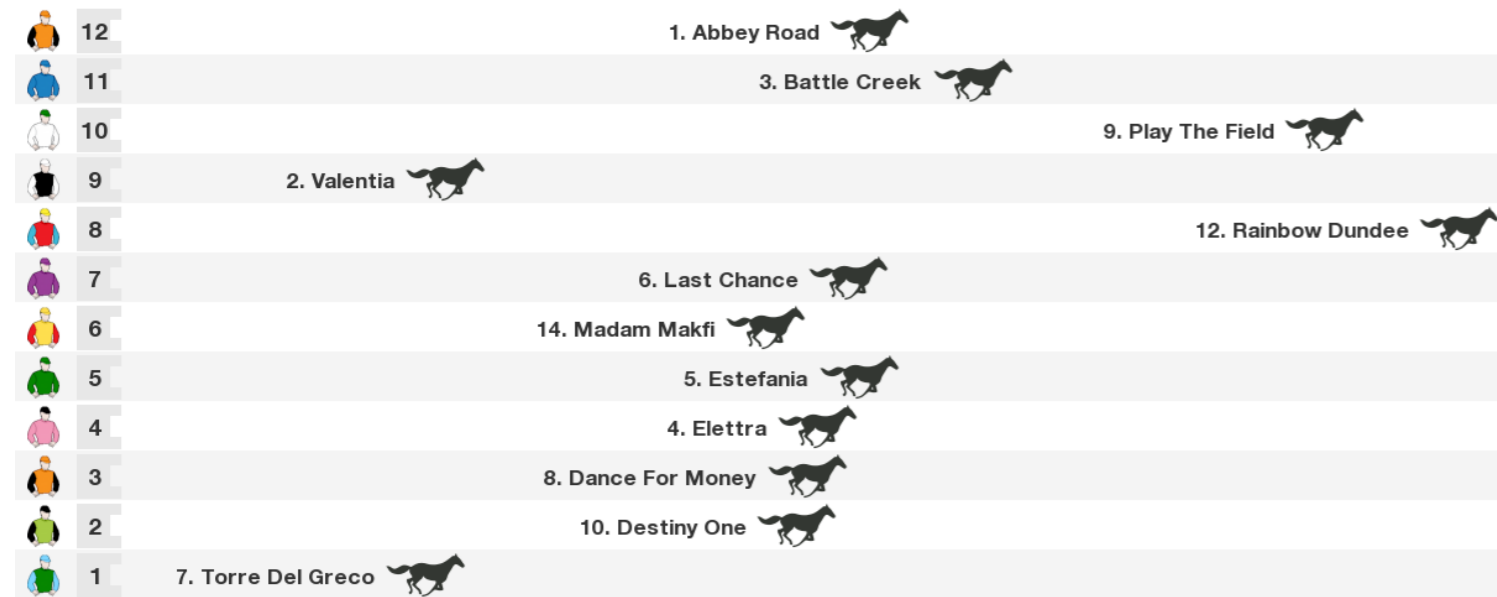 12 1. Abbey Road
11 3. Battle Creek
10 9. Play The Field
9 2. Valentia
8 12. Rainbow Dundee
7 6. Last Chance
6 14. Madam Makfi
5 5. Estefania
4 4. Elettra
3 8. Dance For Money
2 10. Destiny One
1 7. Torre Del Greco